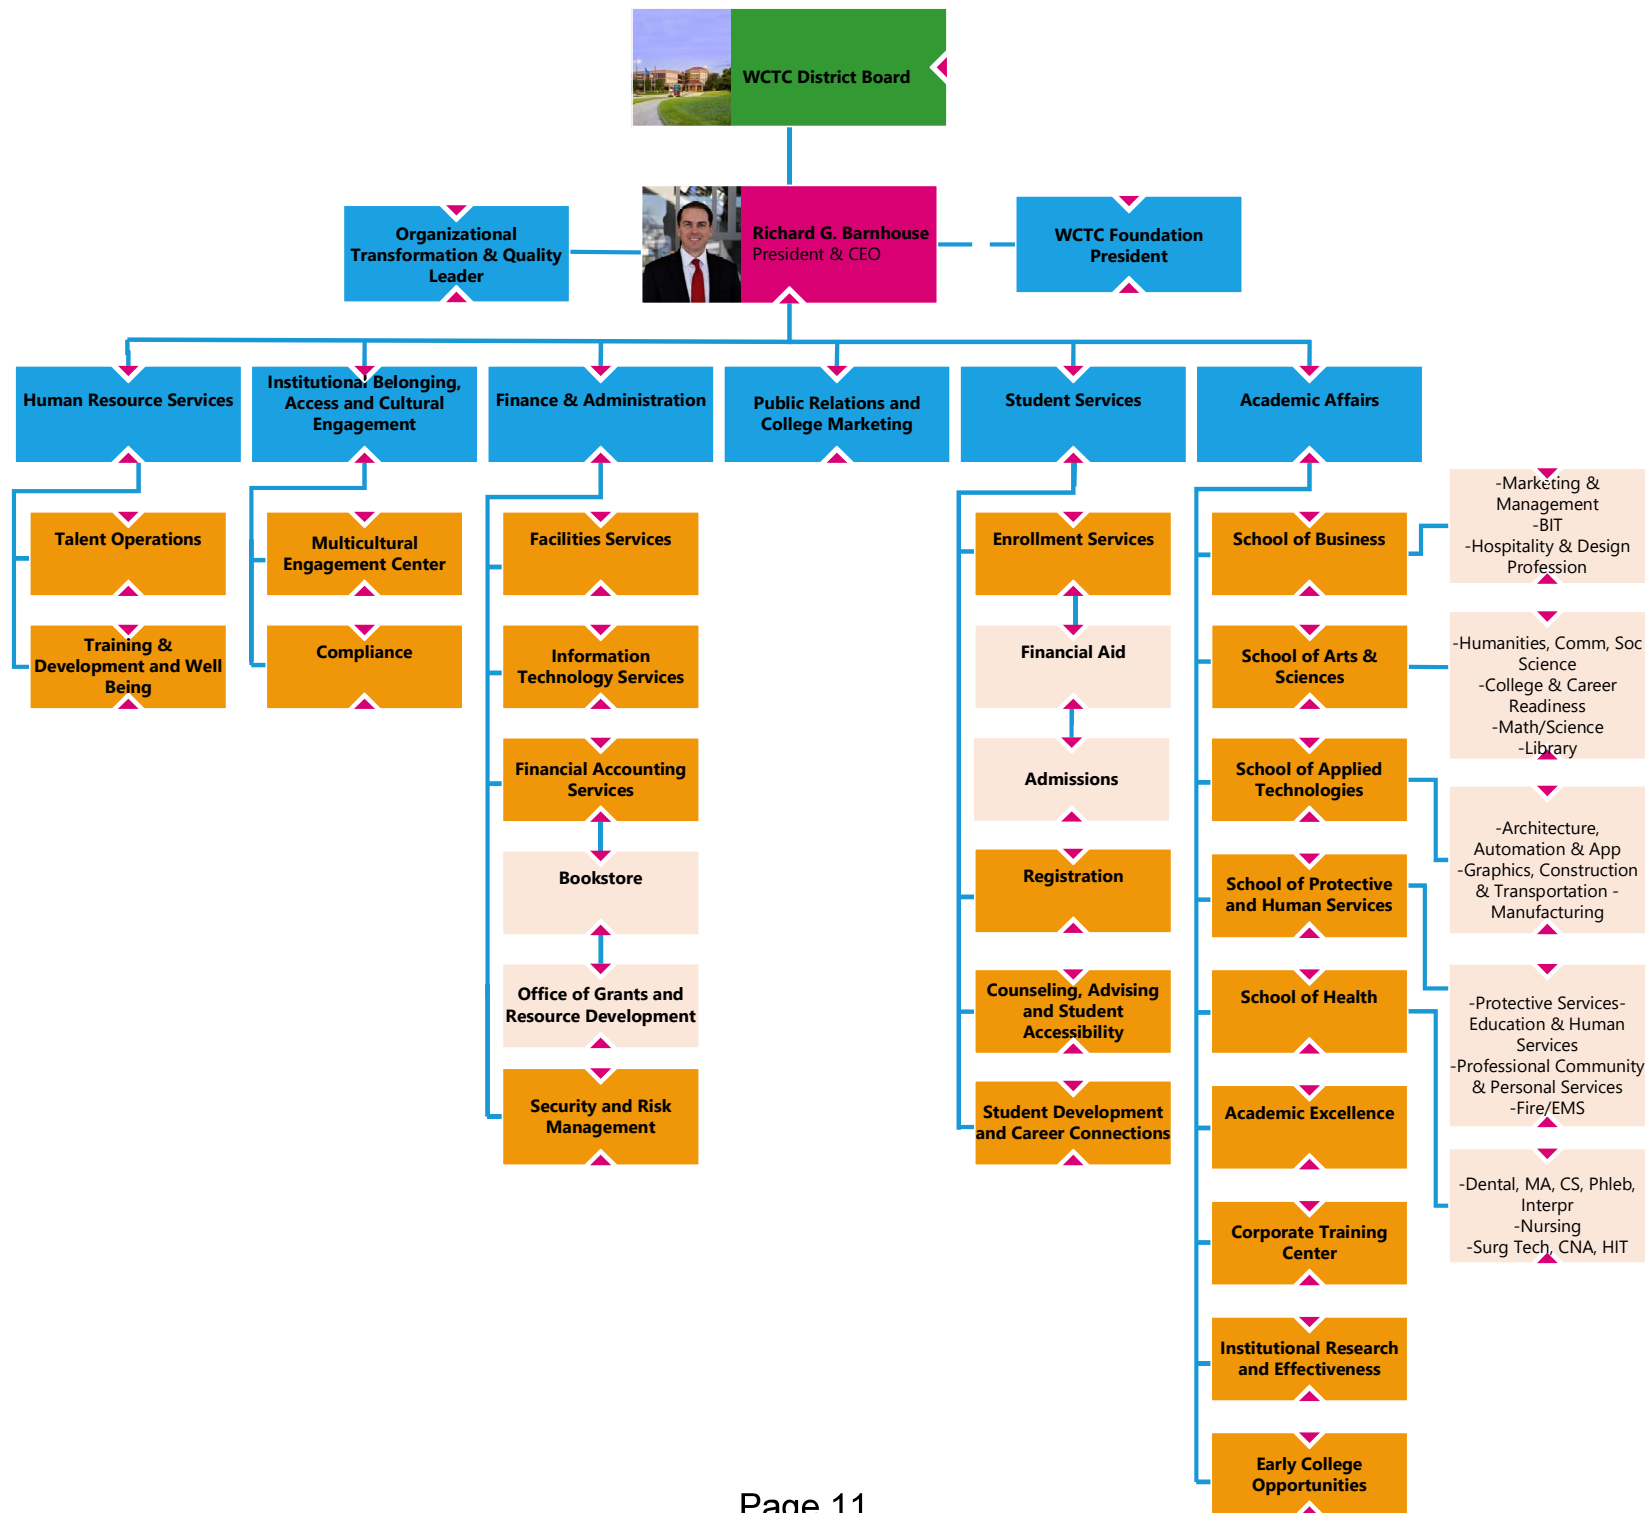 WCTC District Board
Organizational
Transformation & Quality
Leader
Richard G. Barnhouse
President & CEO
WCTC Foundation
President
Human Resource Services
Institutional Belonging,
Access and Cultural
Engagement
Finance & Administration
Public Relations and
College Marketing
Student Services
Academic Affairs
Talent Operations
Training &
Development and Well
Being
Multicultural
Engagement Center
Compliance
Facilities Services
Information
Technology Services
Financial Accounting
Services
Bookstore
Office of Grants and
Resource Development
Security and Risk
Management
Enrollment Services
Financial Aid
Admissions
Registration
Counseling, Advising
and Student
Accessibility
Student Development
and Career Connections
School of Business
School of Arts &
Sciences
School of Applied
Technologies
School of Protective
and Human Services
School of Health
Academic Excellence
Corporate Training
Center
Institutional Research
and Effectiveness
Early College
Opportunities
-Marketing &
Management
-BIT
-Hospitality & Design
Profession
-Humanities, Comm, Soc
Science
-College & Career
Readiness
-Math/Science
-Library
-Architecture,
Automation & App
-Graphics, Construction
& Transportation -
Manufacturing
-Protective Services-
Education & Human
Services
-Professional Community
& Personal Services
-Fire/EMS
-Dental, MA, CS, Phleb,
Interpr
-Nursing
-Surg Tech, CNA, HIT
Page 11